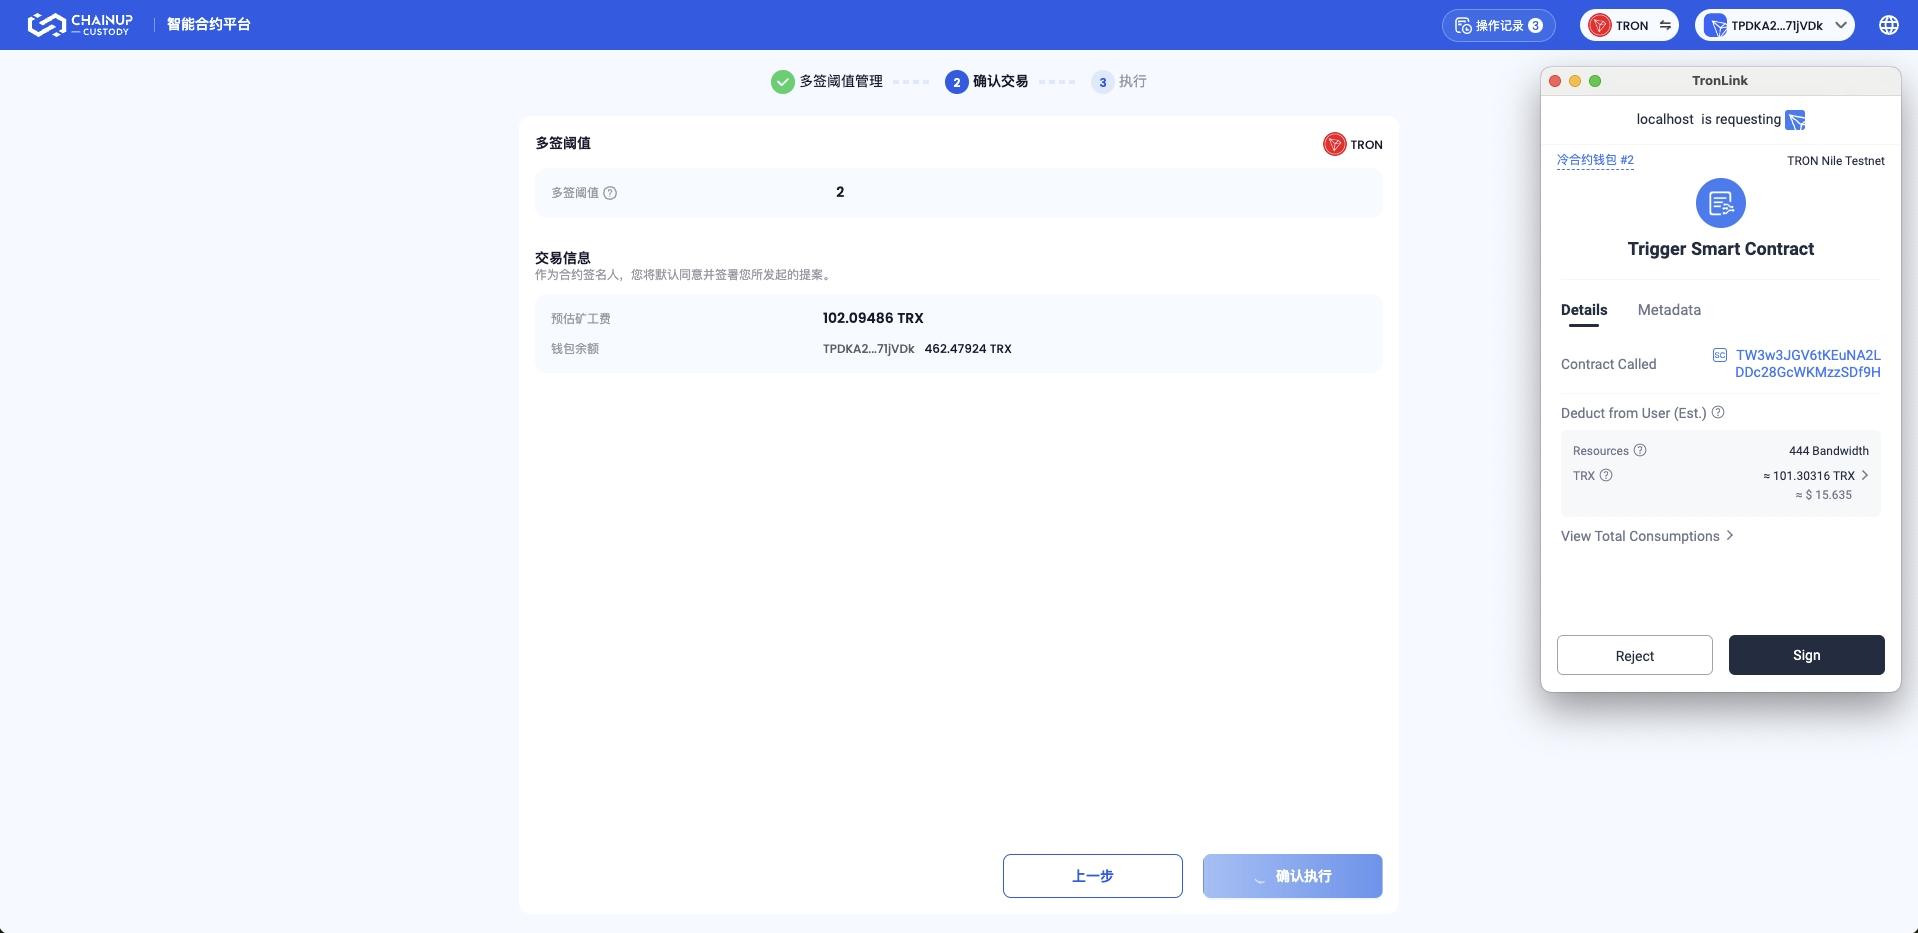 CHAINUP
CUSTODY
智能合约平台
操作记录 3
TRON
TPDKA2...71jVDk
多签阈值管理
2 确认交易
3 执行
多签阈值
TRON
多签阈值 ?
2
交易信息
作为合约签名人，您将默认同意并签署您所发起的提案。
预估矿工费
102.09486 TRX
钱包余额
TPDKA2...71jVDk 462.47924 TRX
上一步
确认执行
TronLink
localhost is requesting
冷合约钱包 #2
TRON Nile Testnet
Trigger Smart Contract
Details
Metadata
Contract Called
SC TW3w3JGV6tKEuNA2L
DDc28GcWKMzzSDf9H
Deduct from User (Est.) ?
Resources ?
444 Bandwidth
TRX ?
≈ 101.30316 TRX >
≈ $ 15.635
View Total Consumptions >
Reject
Sign